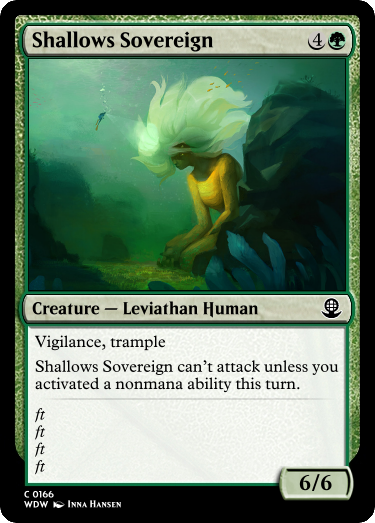 Shallows Sovereign 4
Creature — Leviathan Human
Vigilance, trample
Shallows Sovereign can't attack unless you
activated a nonmana ability this turn.
ft
ft
ft
ft
6/6
C 0166
WDW Inna Hansen